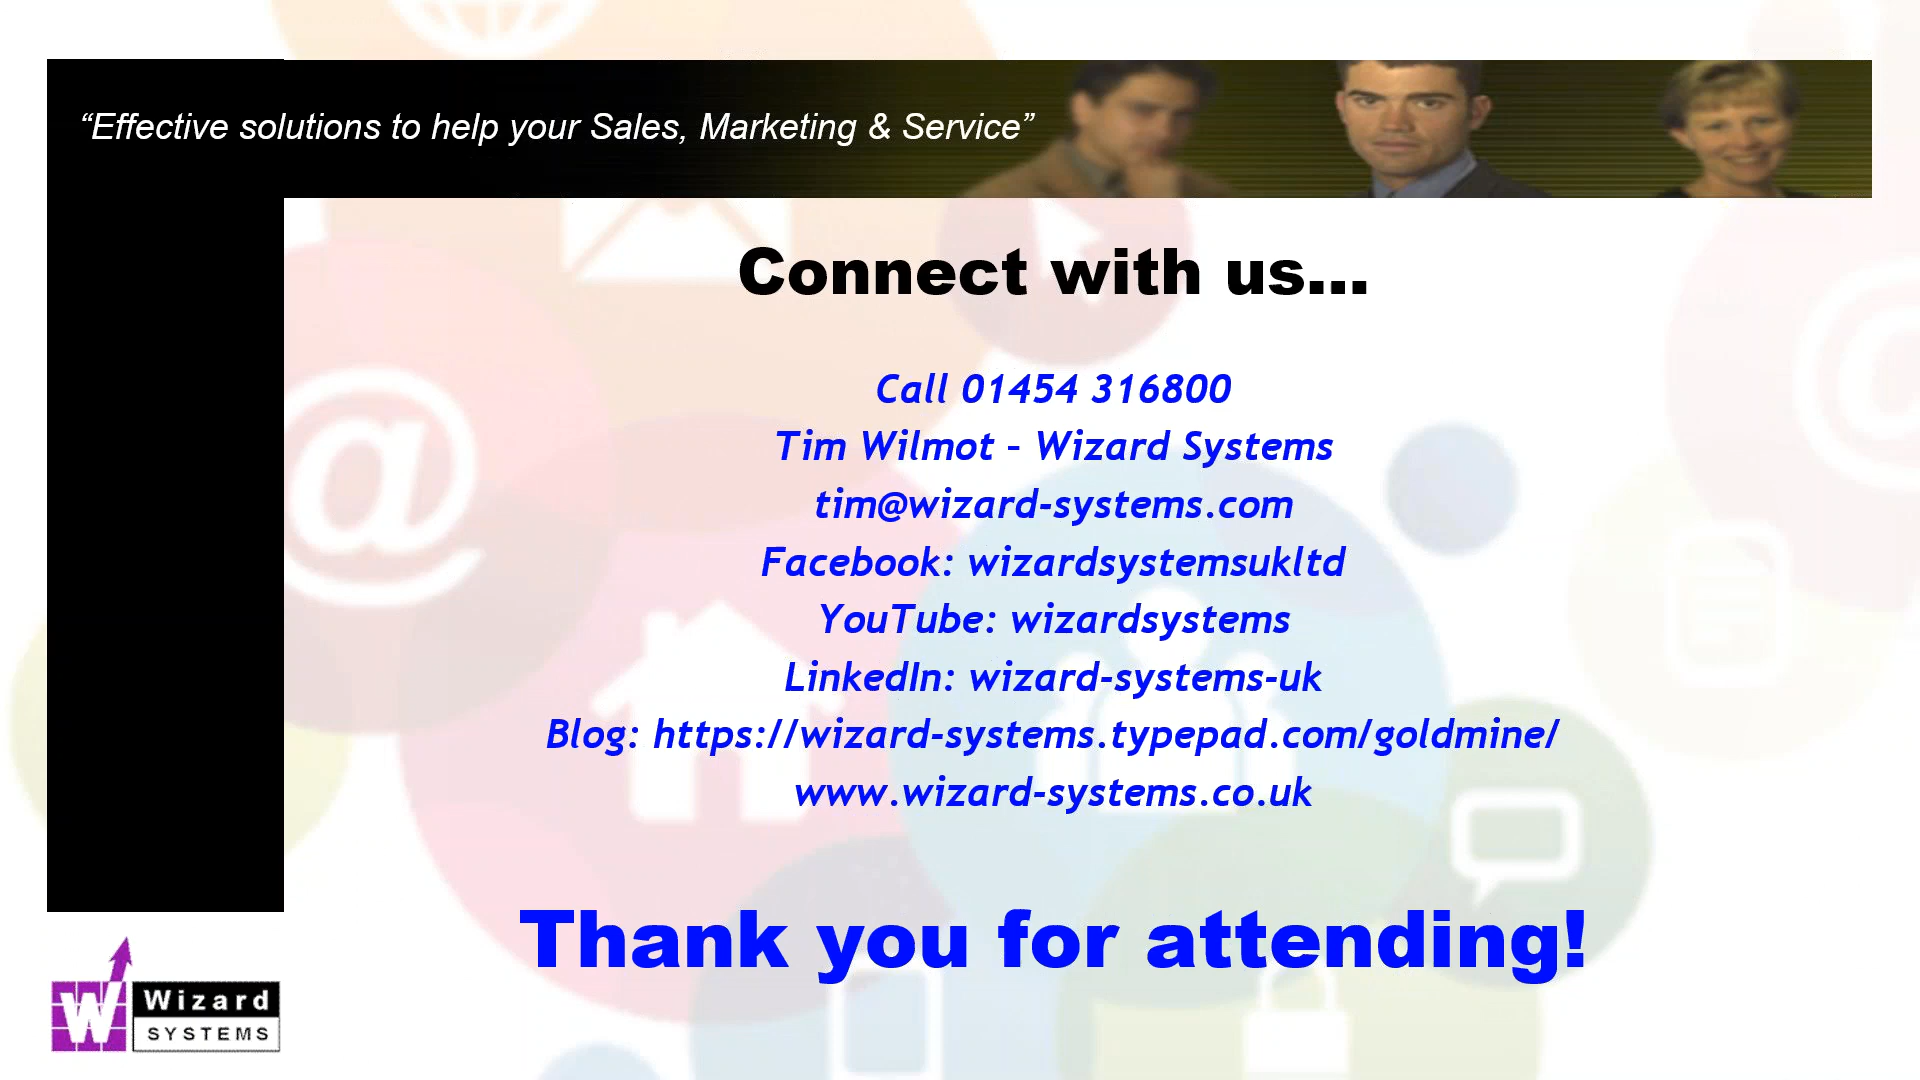 “Effective solutions to help your Sales, Marketing & Service”
Connect with us...
Call 01454 316800
Tim Wilmot – Wizard Systems
tim@wizard-systems.com
Facebook: wizardsystemsukltd
YouTube: wizardsystems
LinkedIn: wizard-systems-uk
Blog: https://wizard-systems.typepad.com/goldmine/
www.wizard-systems.co.uk
Thank you for attending!
W Wizard
SYSTEMS